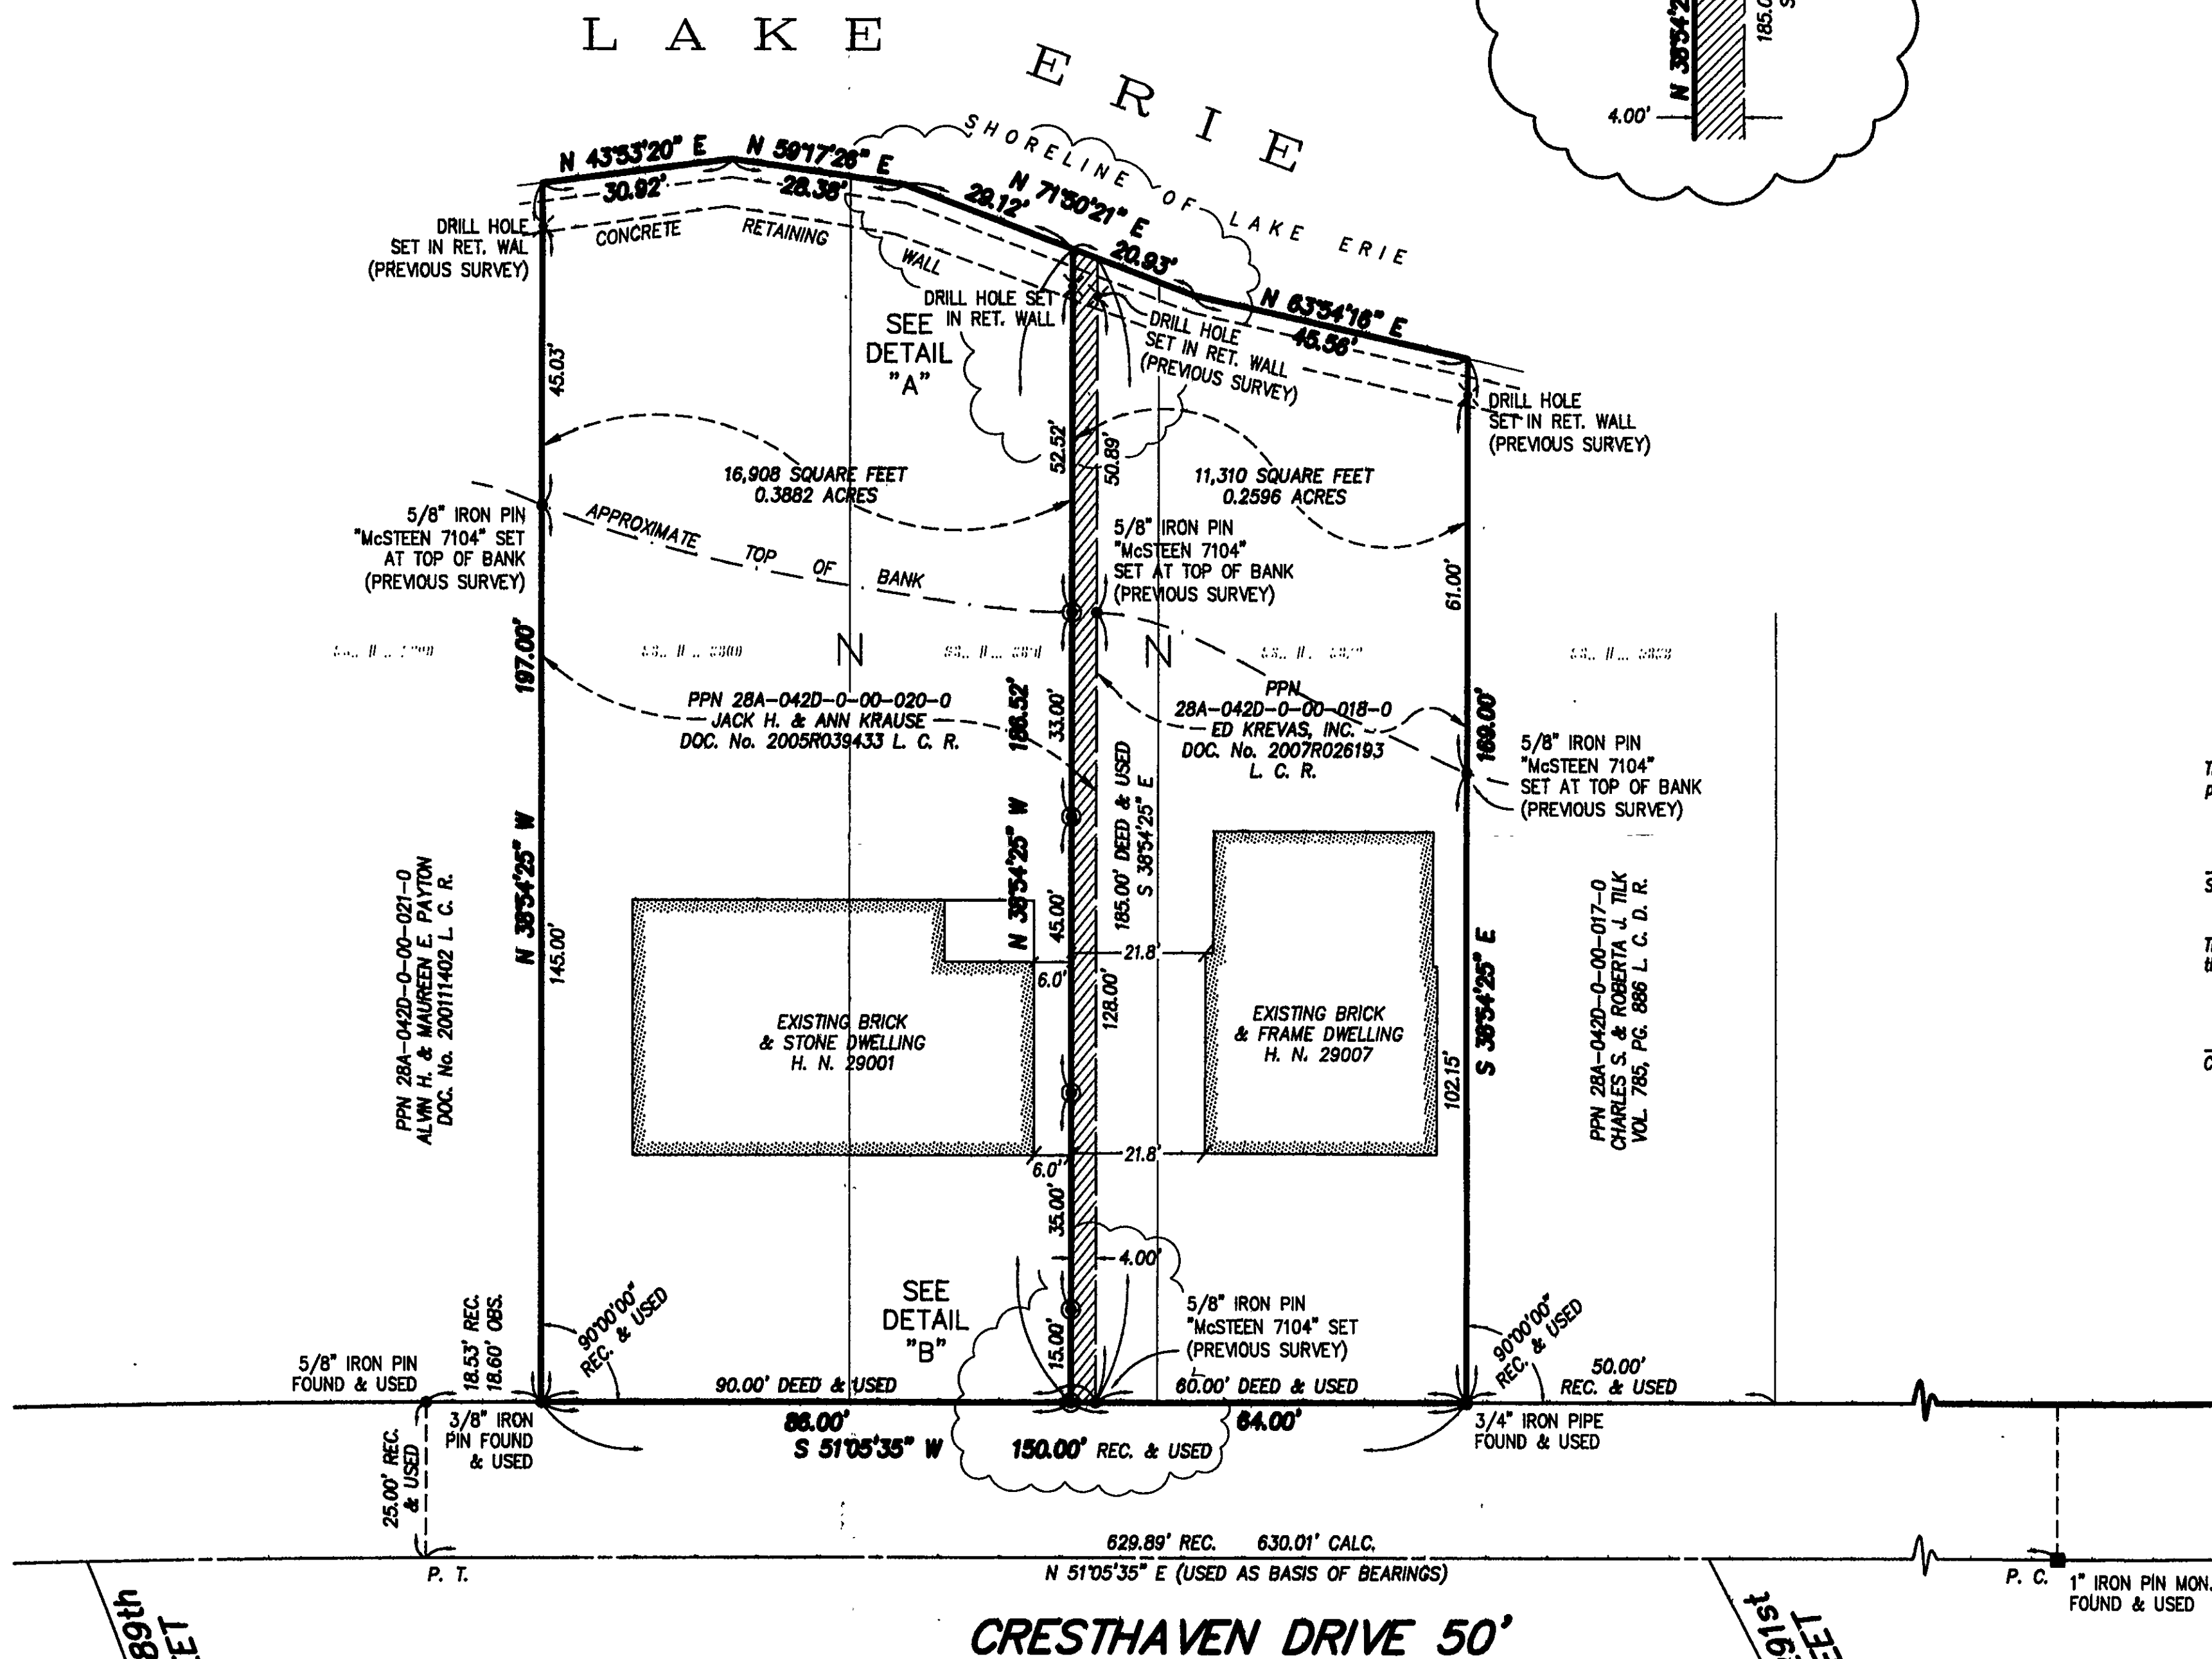 LAKE ERIE
SHORELINE OF LAKE ERIE
N 38°54'2
185.0
4.00'
N 43°53'20" E
30.92'
N 59°17'26" E
28.38'
N 71°50'21" E
29.12'
20.93'
N 63°54'16" E
45.56'
CONCRETE RETAINING WALL
DRILL HOLE
SET IN RET. WAL
(PREVIOUS SURVEY)
DRILL HOLE SET
IN RET. WALL
SEE
DETAIL
"A"
DRILL HOLE
SET IN RET. WALL
(PREVIOUS SURVEY)
DRILL HOLE
SET IN RET. WALL
(PREVIOUS SURVEY)
45.03'
52.52'
50.89'
61.00'
16,908 SQUARE FEET
0.3882 ACRES
11,310 SQUARE FEET
0.2596 ACRES
5/8" IRON PIN
"McSTEEN 7104" SET
AT TOP OF BANK
(PREVIOUS SURVEY)
APPROXIMATE TOP OF BANK
5/8" IRON PIN
"McSTEEN 7104"
SET AT TOP OF BANK
(PREVIOUS SURVEY)
N
N
197.00'
N 38°54'25" W
145.00'
PPN 28A-042D-0-00-020-0
JACK H. & ANN KRAUSE
DOC. No. 2005R039433 L. C. R.
186.52'
N 38°54'25" W
33.00'
45.00'
185.00' DEED & USED
S 38°54'25" E
128.00'
PPN
28A-042D-0-00-018-0
ED KREVAS, INC.
DOC. No. 2007R026193
L. C. R.
169.00'
S 38°54'25" E
102.15'
5/8" IRON PIN
"McSTEEN 7104"
SET AT TOP OF BANK
(PREVIOUS SURVEY)
PPN 28A-042D-0-00-021-0
ALVIN H. & MAUREEN E. PAYTON
DOC. No. 200111402 L. C. R.
PPN 28A-042D-0-00-017-0
CHARLES S. & ROBERTA J. TILK
VOL. 785, PG. 886 L. C. D. R.
EXISTING BRICK
& STONE DWELLING
H. N. 29001
EXISTING BRICK
& FRAME DWELLING
H. N. 29007
6.0'
21.8'
6.0'
21.8'
35.00'
4.00'
15.00'
SEE
DETAIL
"B"
5/8" IRON PIN
"McSTEEN 7104" SET
(PREVIOUS SURVEY)
18.53' REC.
18.60' OBS.
90°00'00"
REC. & USED
90°00'00"
REC. & USED
5/8" IRON PIN
FOUND & USED
3/8" IRON
PIN FOUND
& USED
90.00' DEED & USED
60.00' DEED & USED
50.00'
REC. & USED
86.00'
64.00'
S 51°05'35" W
150.00' REC. & USED
3/4" IRON PIPE
FOUND & USED
25.00' REC.
& USED
P. T.
629.89' REC. 630.01' CALC.
N 51°05'35" E (USED AS BASIS OF BEARINGS)
P. C.
1" IRON PIN MON.
FOUND & USED
CRESTHAVEN DRIVE 50'
89th
EET
91st
EET